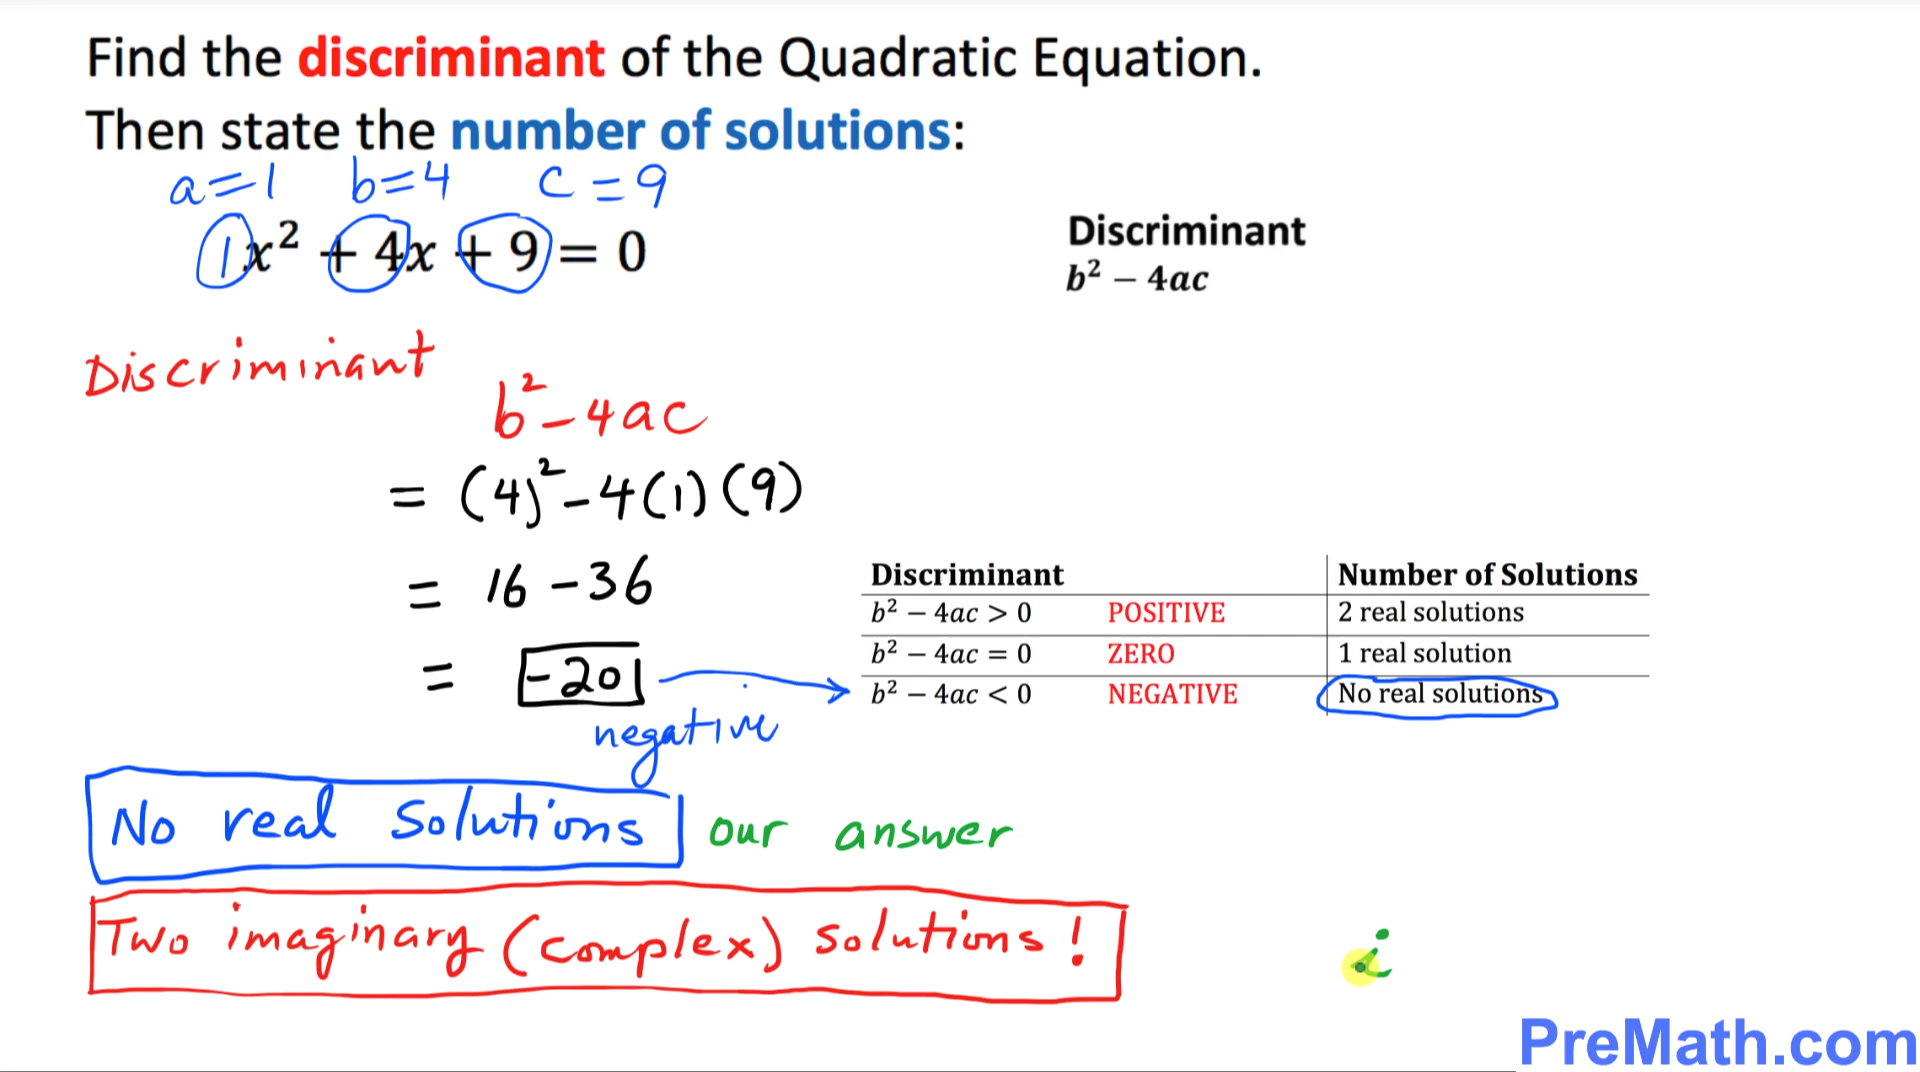 Find the discriminant of the Quadratic Equation.
Then state the number of solutions:
a=1 b=4 c=9
1x² + 4x + 9 = 0
Discriminant
b² − 4ac
Discriminant
b² − 4ac
= (4)² − 4(1)(9)
= 16 − 36
= −20
negative
Discriminant Number of Solutions
b² − 4ac > 0 POSITIVE 2 real solutions
b² − 4ac = 0 ZERO 1 real solution
b² − 4ac < 0 NEGATIVE No real solutions
No real solutions our answer
Two imaginary (complex) solutions!
i
PreMath.com